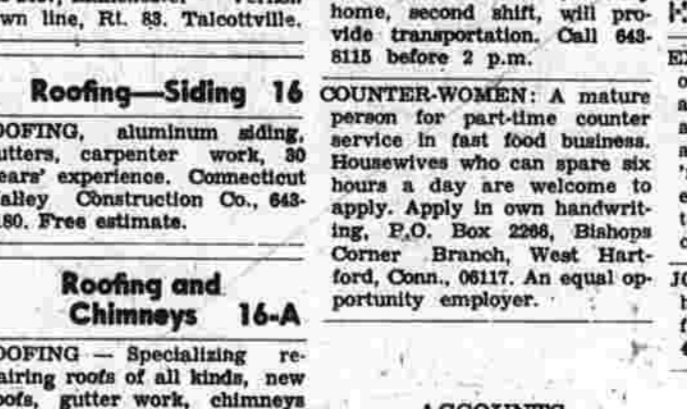 wn line, Rt. 83. Talcottville.
Roofing—Siding 16
OOFING, aluminum siding,
utters, carpenter work, 30
ears' experience. Connecticut
alley Construction Co., 643-
180. Free estimate.
Roofing and
Chimneys 16-A
OOFING — Specializing re-
airing roofs of all kinds, new
oofs, gutter work, chimneys
home, second shift, will pro-
vide transportation. Call 643-
8115 before 2 p.m.
COUNTER-WOMEN: A mature
person for part-time counter
service in fast food business.
Housewives who can spare six
hours a day are welcome to
apply. Apply in own handwrit-
ing, P.O. Box 2266, Bishops
Corner Branch, West Hart-
ford, Conn., 06117. An equal op-
portunity employer.